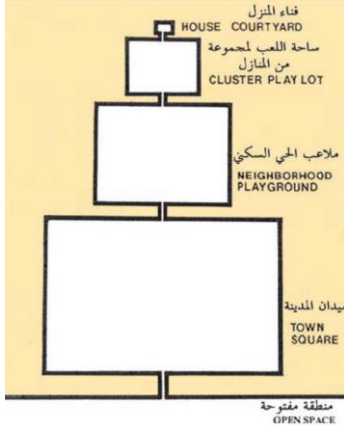 فناء المنزل
HOUSE COURTYARD
ساحة اللعب لمجموعة
من المنازل
CLUSTER PLAY LOT
ملاعب الحي السكني
NEIGHBORHOOD
PLAYGROUND
ميدان المدينة
TOWN
SQUARE
منطقة مفتوحة
OPEN SPACE